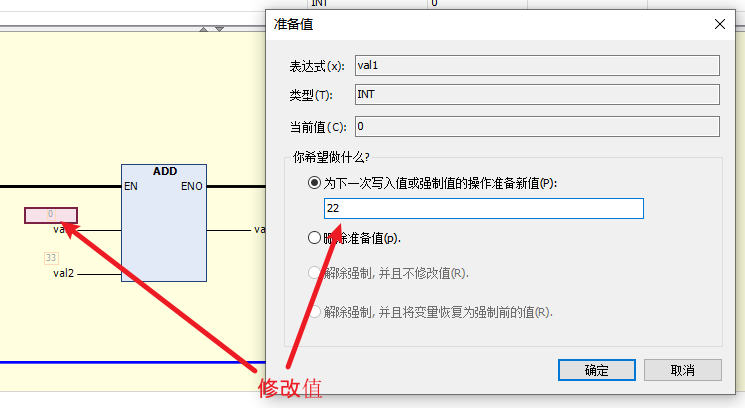 INT
0
准备值
表达式(x):
val1
类型(T):
INT
当前值(C):
0
你希望做什么?
为下一次写入值或强制值的操作准备新值(P):
22
删除准备值(p).
解除强制, 并且不修改值(R).
解除强制, 并且将变量恢复为强制前的值(R).
确定
取消
ADD
EN
ENO
0
va
va
33
val2
修改值